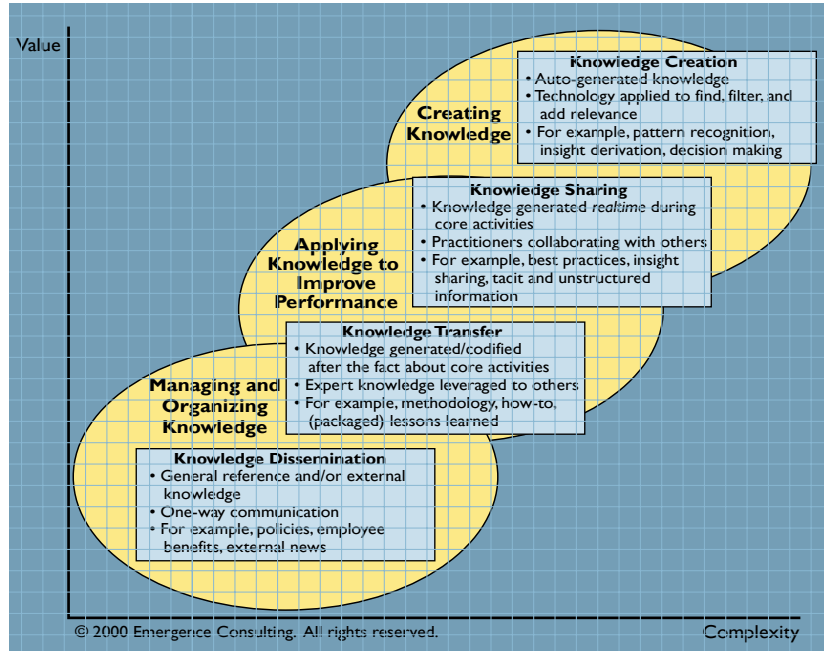 Value
Knowledge Creation
• Auto-generated knowledge
• Technology applied to find, filter, and
add relevance
• For example, pattern recognition,
insight derivation, decision making
Creating
Knowledge
Knowledge Sharing
• Knowledge generated realtime during
core activities
• Practitioners collaborating with others
• For example, best practices, insight
sharing, tacit and unstructured
information
Applying
Knowledge to
Improve
Performance
Knowledge Transfer
• Knowledge generated/codified
after the fact about core activities
• Expert knowledge leveraged to others
• For example, methodology, how-to,
(packaged) lessons learned
Managing and
Organizing
Knowledge
Knowledge Dissemination
• General reference and/or external
knowledge
• One-way communication
• For example, policies, employee
benefits, external news
© 2000 Emergence Consulting. All rights reserved.
Complexity